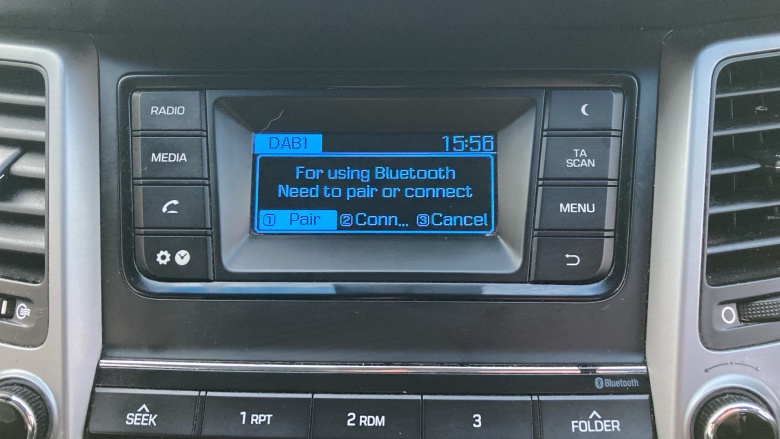 RADIO
MEDIA
DAB1 15:56
For using Bluetooth
Need to pair or connect
① Pair ② Conn... ③ Cancel
TA
SCAN
MENU
Bluetooth
SEEK
1 RPT
2 RDM
3
FOLDER